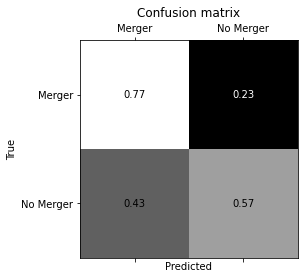 Confusion matrix
Merger No Merger
Merger 0.77 0.23
True
No Merger 0.43 0.57
Predicted